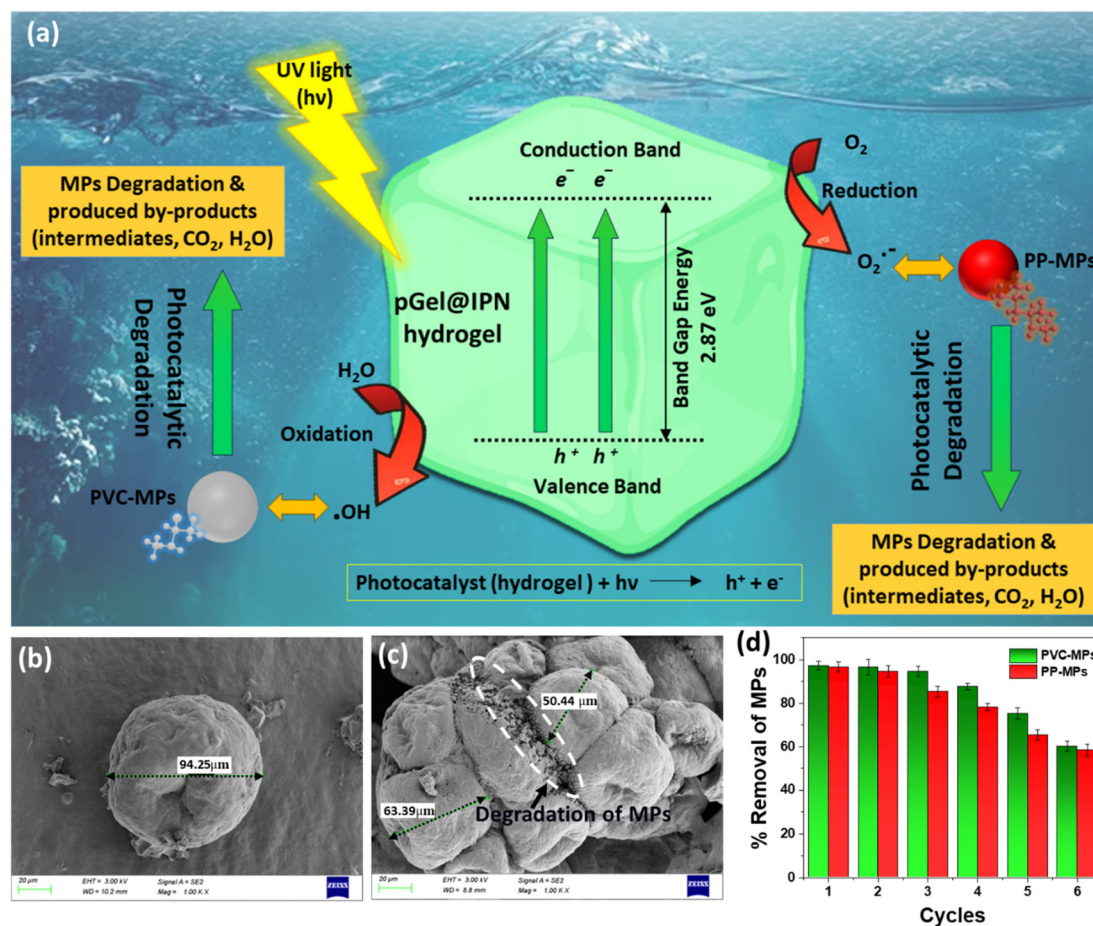 (a)
UV light
(hν)
MPs Degradation &
produced by-products
(intermediates, CO₂, H₂O)
Photocatalytic
Degradation
PVC-MPs
•OH
H₂O
Oxidation
pGel@IPN
hydrogel
Conduction Band
e⁻ e⁻
Band Gap Energy
2.87 eV
h⁺ h⁺
Valence Band
O₂
Reduction
O₂•⁻
PP-MPs
Photocatalytic
Degradation
MPs Degradation &
produced by-products
(intermediates, CO₂, H₂O)
Photocatalyst (hydrogel) + hν → h⁺ + e⁻
(b)
94.25μm
20 μm
EHT = 3.00 kV
WD = 10.2 mm
Signal A = SE2
Mag = 1.00 K X
ZEISS
(c)
50.44 μm
63.39μm
Degradation of MPs
20 μm
EHT = 3.00 kV
WD = 8.8 mm
Signal A = SE2
Mag = 1.00 K X
ZEISS
(d)
PVC-MPs
PP-MPs
% Removal of MPs
100
80
60
40
20
0
1 2 3 4 5 6
Cycles